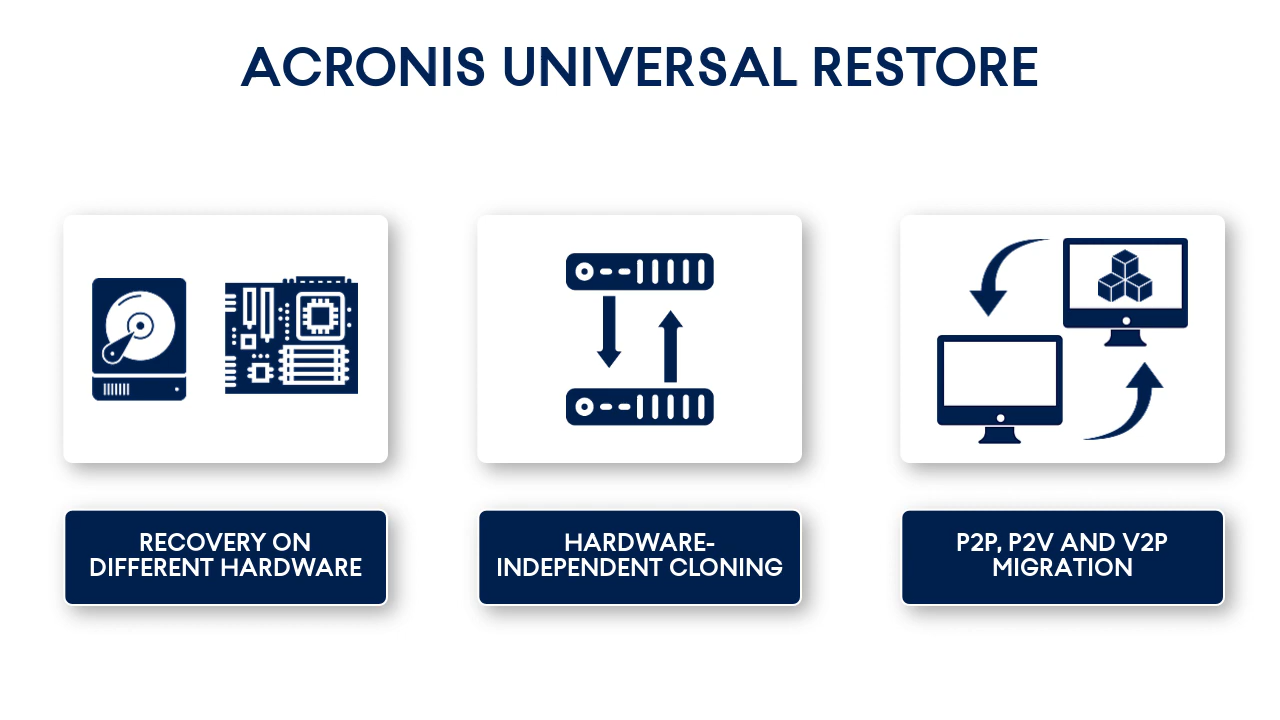 ACRONIS UNIVERSAL RESTORE
RECOVERY ON
DIFFERENT HARDWARE
HARDWARE-
INDEPENDENT CLONING
P2P, P2V AND V2P
MIGRATION